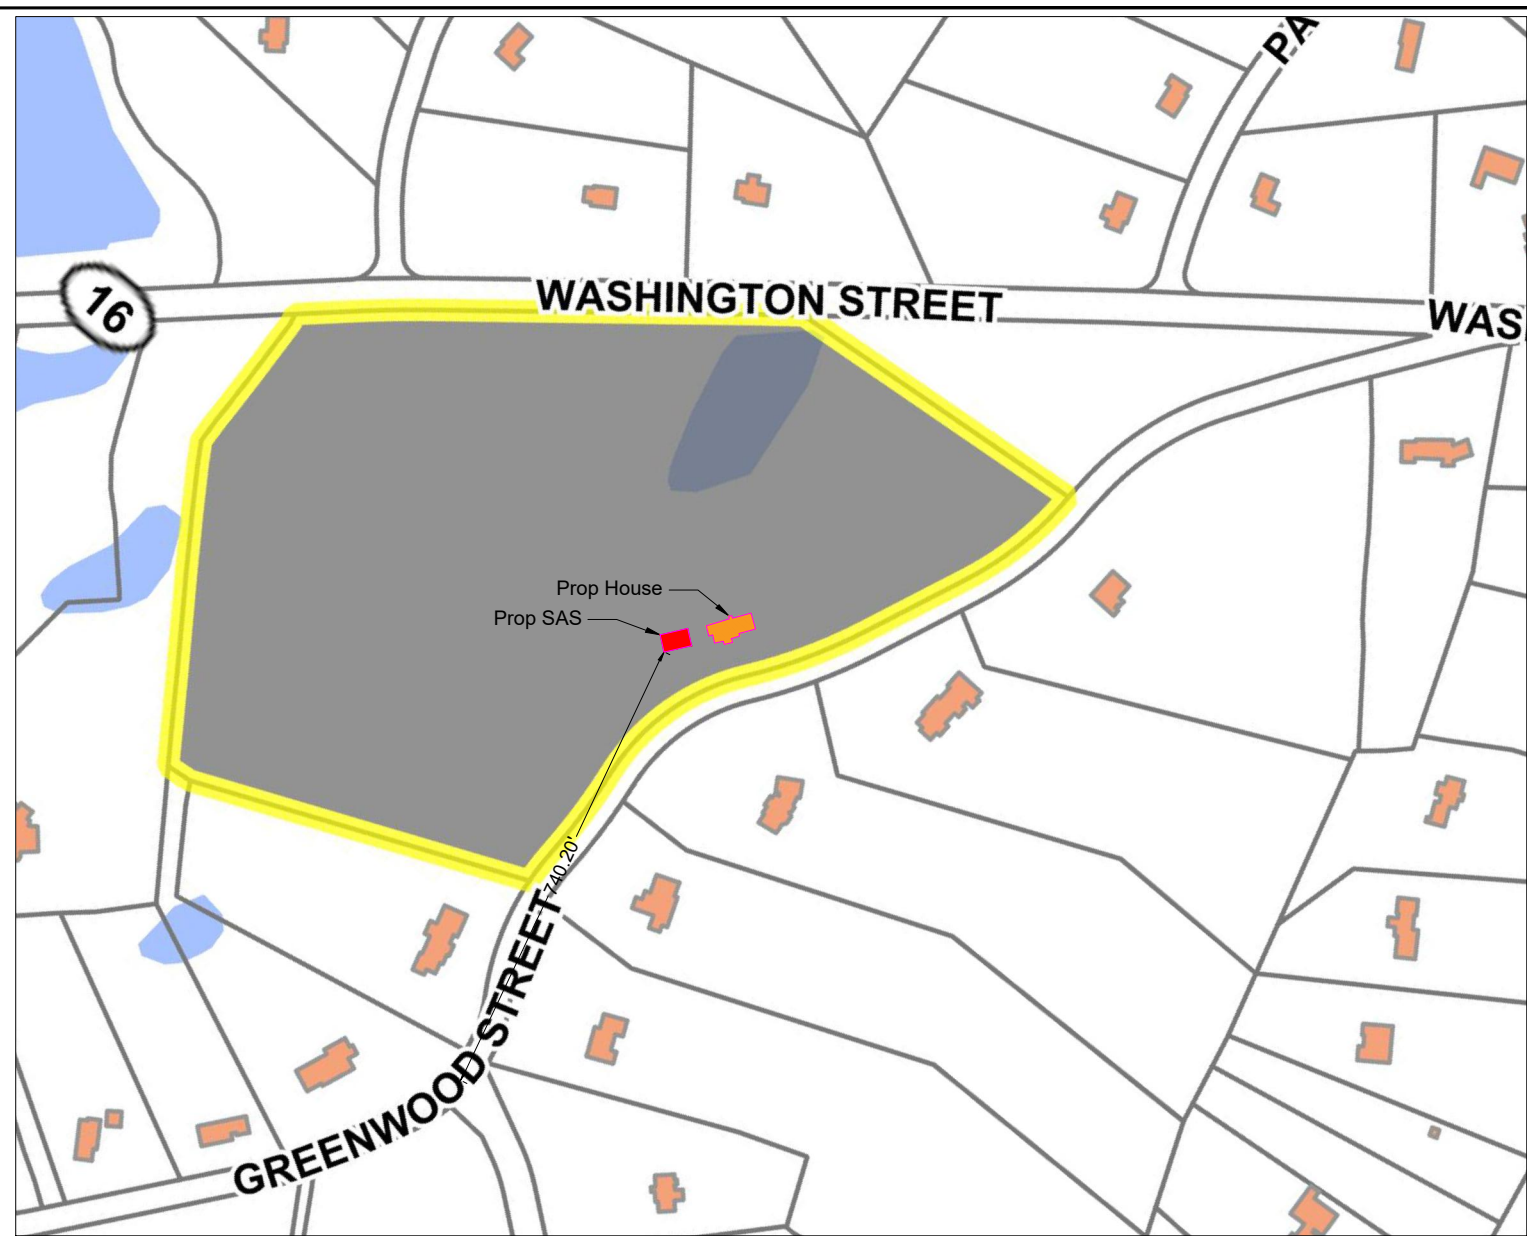 PA
16
WASHINGTON STREET
WAS
Prop House
Prop SAS
740.20'
GREENWOOD STREET